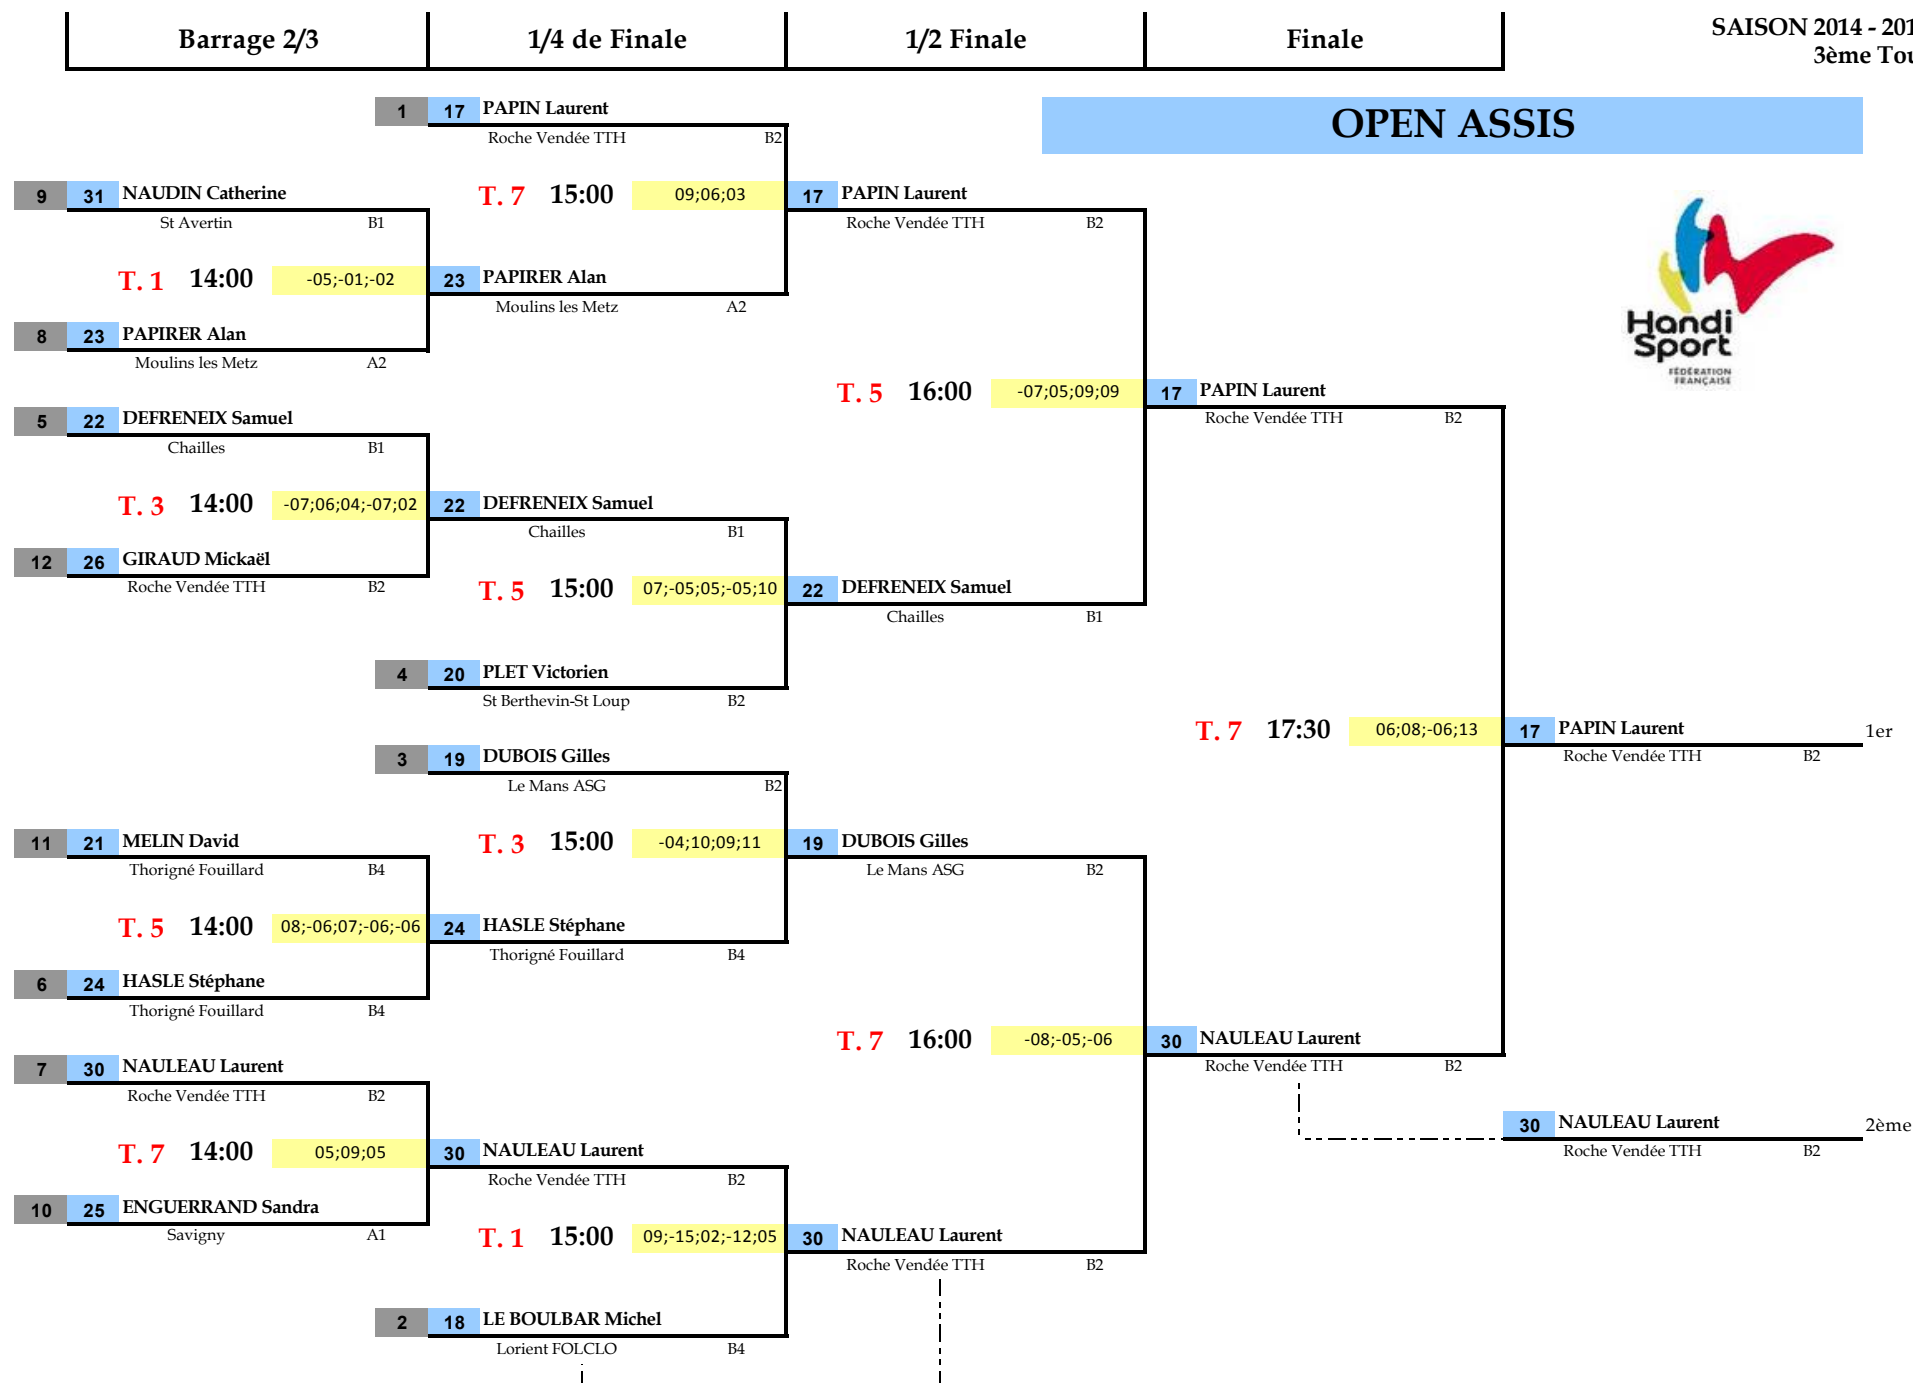 Barrage 2/3 1/4 de Finale 1/2 Finale Finale
SAISON 2014 - 201
3ème Tou
OPEN ASSIS
1 17 PAPIN Laurent
Roche Vendée TTH B2
9 31 NAUDIN Catherine
St Avertin B1
T. 7 15:00 09;06;03
17 PAPIN Laurent
Roche Vendée TTH B2
T. 1 14:00 -05;-01;-02
23 PAPIRER Alan
Moulins les Metz A2
8 23 PAPIRER Alan
Moulins les Metz A2
Handi
Sport
FÉDÉRATION
FRANÇAISE
T. 5 16:00 -07;05;09;09
17 PAPIN Laurent
Roche Vendée TTH B2
5 22 DEFRENEIX Samuel
Chailles B1
T. 3 14:00 -07;06;04;-07;02
22 DEFRENEIX Samuel
Chailles B1
12 26 GIRAUD Mickaël
Roche Vendée TTH B2
T. 5 15:00 07;-05;05;-05;10
22 DEFRENEIX Samuel
Chailles B1
4 20 PLET Victorien
St Berthevin-St Loup B2
T. 7 17:30 06;08;-06;13
17 PAPIN Laurent 1er
Roche Vendée TTH B2
3 19 DUBOIS Gilles
Le Mans ASG B2
11 21 MELIN David
Thorigné Fouillard B4
T. 3 15:00 -04;10;09;11
19 DUBOIS Gilles
Le Mans ASG B2
T. 5 14:00 08;-06;07;-06;-06
24 HASLE Stéphane
Thorigné Fouillard B4
6 24 HASLE Stéphane
Thorigné Fouillard B4
T. 7 16:00 -08;-05;-06
30 NAULEAU Laurent
Roche Vendée TTH B2
7 30 NAULEAU Laurent
Roche Vendée TTH B2
30 NAULEAU Laurent 2ème
Roche Vendée TTH B2
T. 7 14:00 05;09;05
30 NAULEAU Laurent
Roche Vendée TTH B2
10 25 ENGUERRAND Sandra
Savigny A1
T. 1 15:00 09;-15;02;-12;05
30 NAULEAU Laurent
Roche Vendée TTH B2
2 18 LE BOULBAR Michel
Lorient FOLCLO B4